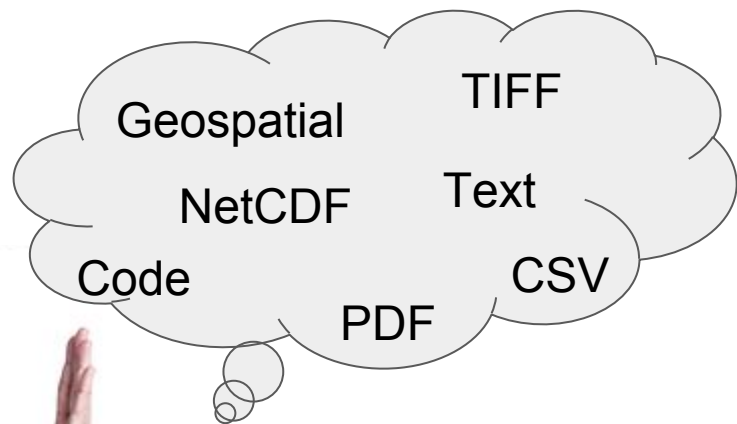 TIFF
Geospatial
Text
NetCDF
CSV
Code
PDF